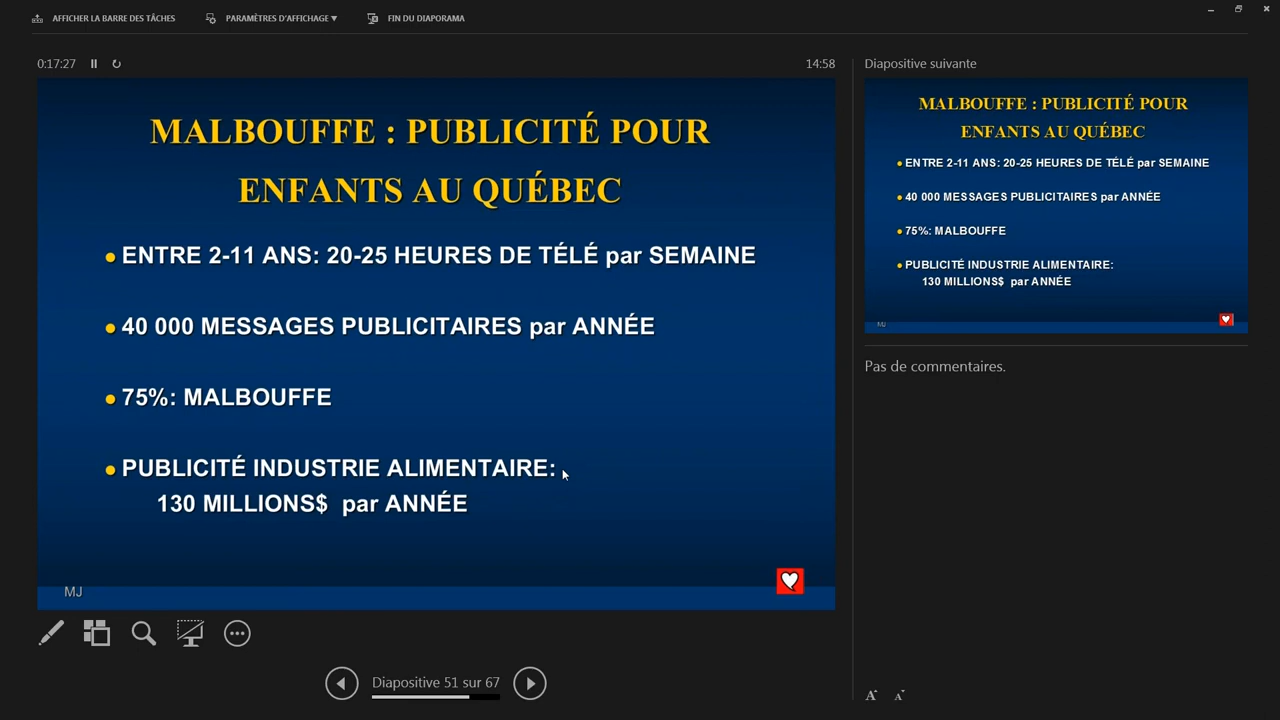 AFFICHER LA BARRE DES TÂCHES
PARAMÈTRES D'AFFICHAGE
FIN DU DIAPORAMA
0:17:27
14:58
MALBOUFFE : PUBLICITÉ POUR
ENFANTS AU QUÉBEC
• ENTRE 2-11 ANS: 20-25 HEURES DE TÉLÉ par SEMAINE
• 40 000 MESSAGES PUBLICITAIRES par ANNÉE
• 75%: MALBOUFFE
• PUBLICITÉ INDUSTRIE ALIMENTAIRE:
130 MILLIONS$ par ANNÉE
MJ
Diapositive 51 sur 67
Diapositive suivante
MALBOUFFE : PUBLICITÉ POUR
ENFANTS AU QUÉBEC
• ENTRE 2-11 ANS: 20-25 HEURES DE TÉLÉ par SEMAINE
• 40 000 MESSAGES PUBLICITAIRES par ANNÉE
• 75%: MALBOUFFE
• PUBLICITÉ INDUSTRIE ALIMENTAIRE:
130 MILLIONS$ par ANNÉE
MJ
Pas de commentaires.
A A